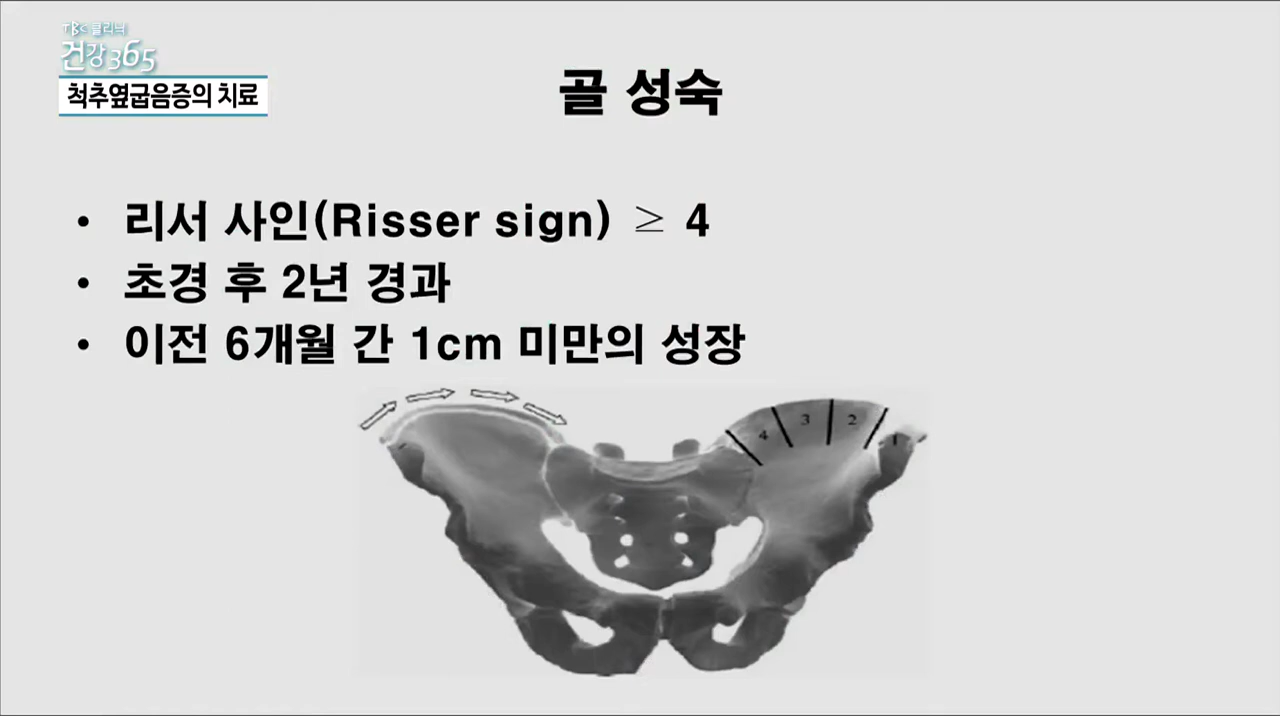 TBC 클리닉
건강365
척추옆굽음증의 치료
골 성숙
• 리서 사인(Risser sign) ≥ 4
• 초경 후 2년 경과
• 이전 6개월 간 1cm 미만의 성장
4 3 2